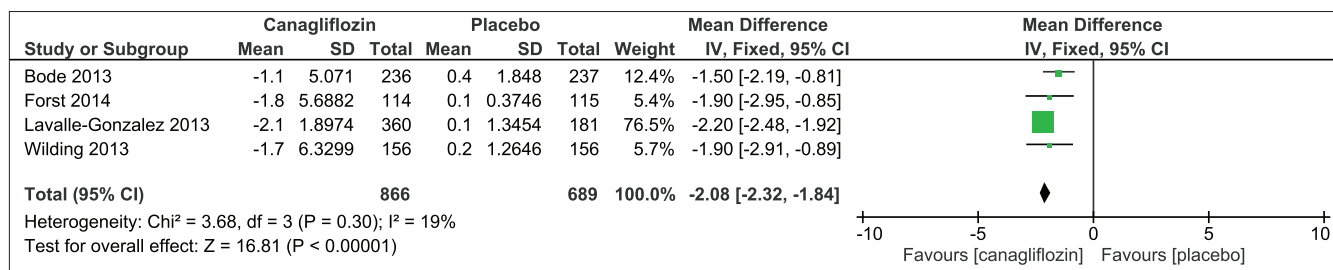 Canagliflozin Placebo Mean Difference Mean Difference
Study or Subgroup Mean SD Total Mean SD Total Weight IV, Fixed, 95% CI IV, Fixed, 95% CI
Bode 2013 -1.1 5.071 236 0.4 1.848 237 12.4% -1.50 [-2.19, -0.81]
Forst 2014 -1.8 5.6882 114 0.1 0.3746 115 5.4% -1.90 [-2.95, -0.85]
Lavalle-Gonzalez 2013 -2.1 1.8974 360 0.1 1.3454 181 76.5% -2.20 [-2.48, -1.92]
Wilding 2013 -1.7 6.3299 156 0.2 1.2646 156 5.7% -1.90 [-2.91, -0.89]
Total (95% CI) 866 689 100.0% -2.08 [-2.32, -1.84]
Heterogeneity: Chi² = 3.68, df = 3 (P = 0.30); I² = 19%
Test for overall effect: Z = 16.81 (P < 0.00001)
-10 -5 0 5 10
Favours [canagliflozin] Favours [placebo]